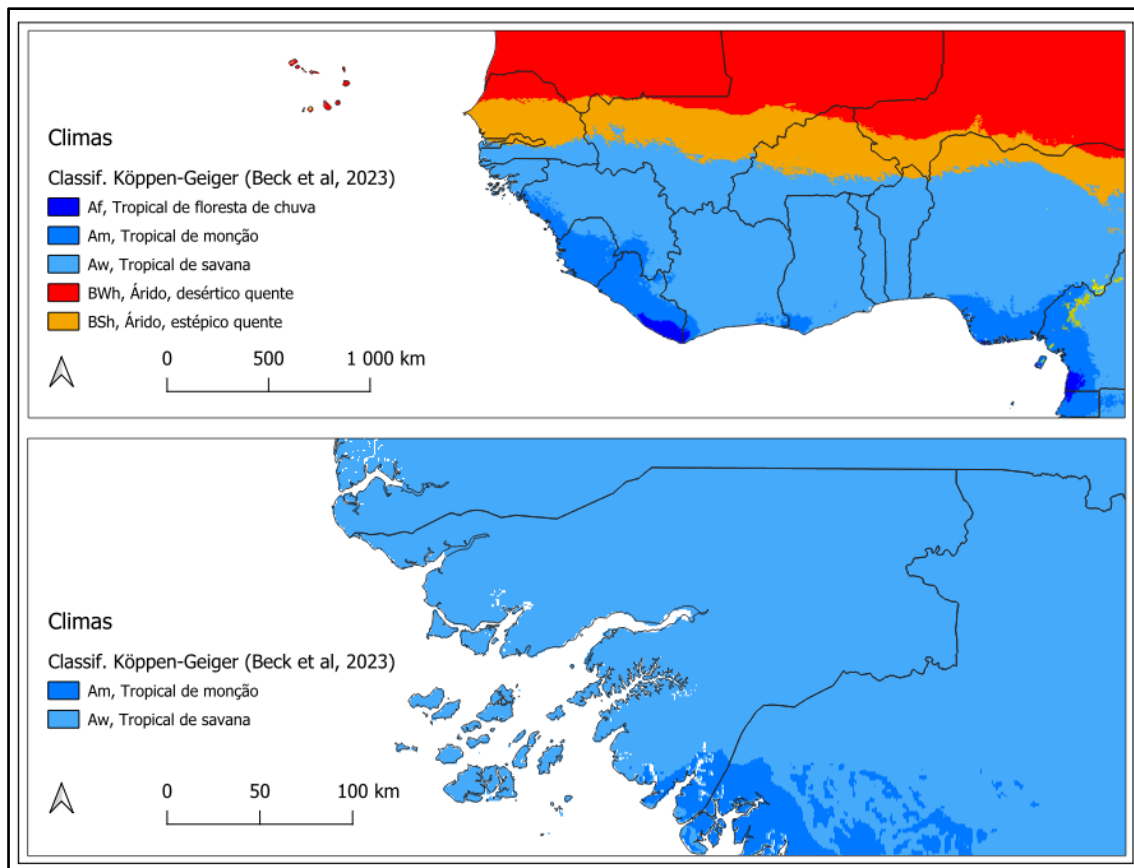 Climas
Classif. Köppen-Geiger (Beck et al, 2023)
Af, Tropical de floresta de chuva
Am, Tropical de monção
Aw, Tropical de savana
BWh, Árido, desértico quente
BSh, Árido, estépico quente
0 500 1 000 km
Climas
Classif. Köppen-Geiger (Beck et al, 2023)
Am, Tropical de monção
Aw, Tropical de savana
0 50 100 km